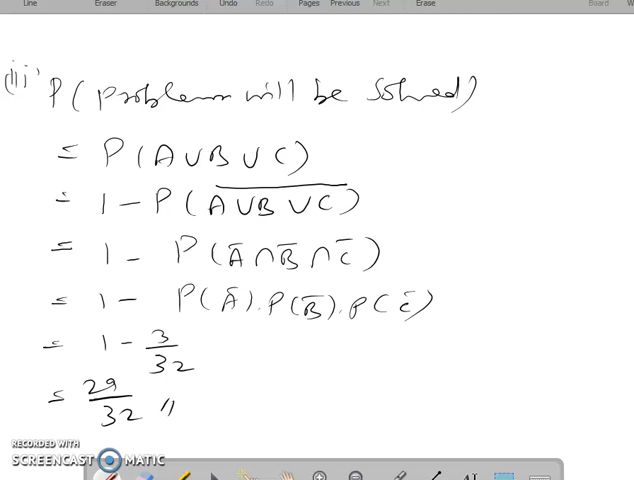 Line Eraser Backgrounds Undo Redo Pages Previous Next Erase Board
(iii) P(problem will be solved)
= P(A∪B∪C)
= 1 - P(A̅∪̅B̅∪̅C̅)
= 1 - P(A̅∩B̅∩C̅)
= 1 - P(A̅).P(B̅).P(C̅)
= 1 - 3/32
= 29/32 //
RECORDED WITH
SCREENCAST MATIC